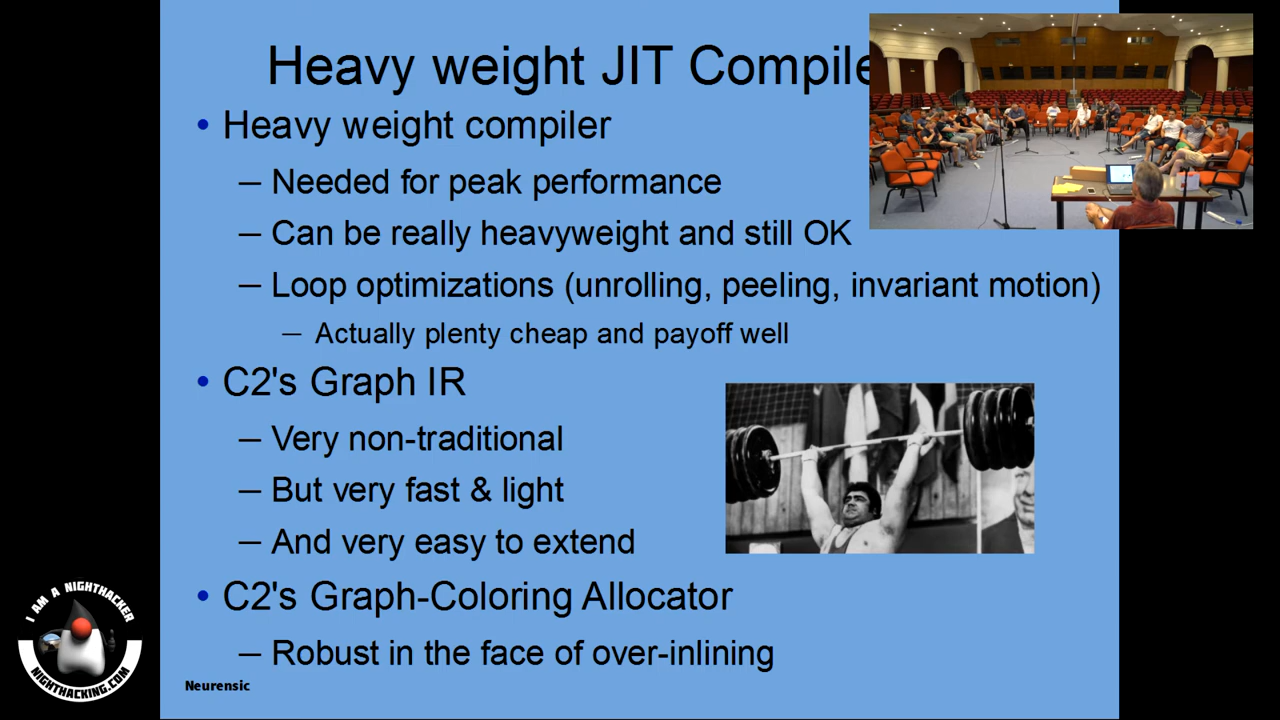 Heavy weight JIT Compile
• Heavy weight compiler
– Needed for peak performance
– Can be really heavyweight and still OK
– Loop optimizations (unrolling, peeling, invariant motion)
– Actually plenty cheap and payoff well
• C2's Graph IR
– Very non-traditional
– But very fast & light
– And very easy to extend
• C2's Graph-Coloring Allocator
– Robust in the face of over-inlining
Neurensic
I AM A NIGHTHACKER
NIGHTHACKING.COM